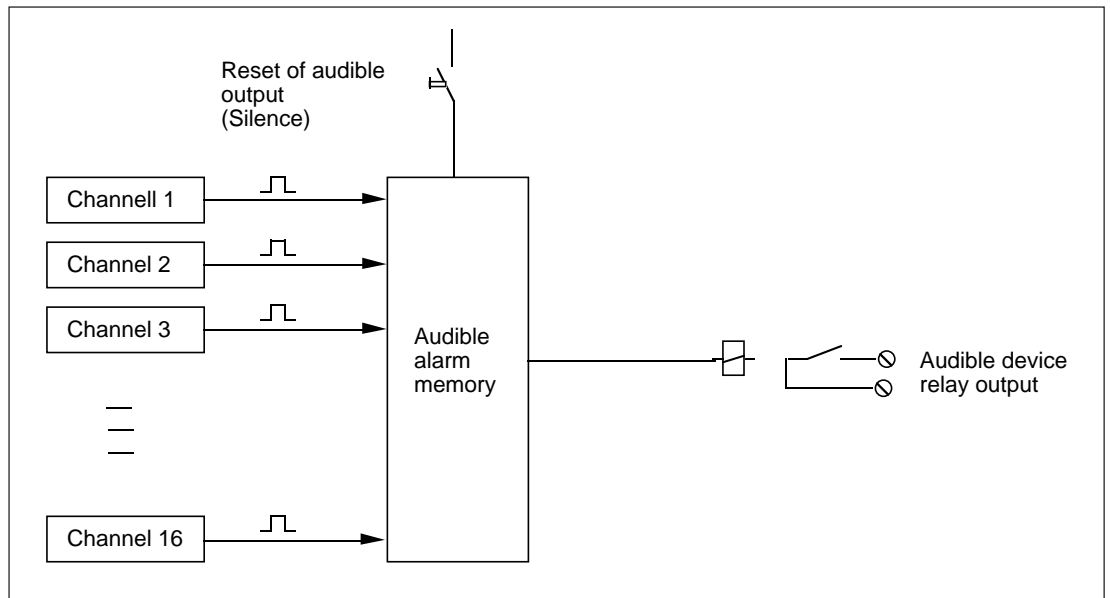 Reset of audible
output
(Silence)
Channell 1
Channel 2
Channel 3
Channel 16
Audible
alarm
memory
Audible device
relay output